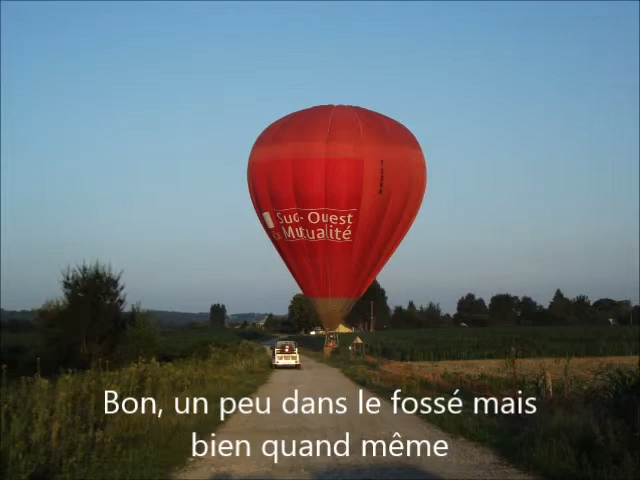 Sud-Ouest
Mutualité
Bon, un peu dans le fossé mais
bien quand même